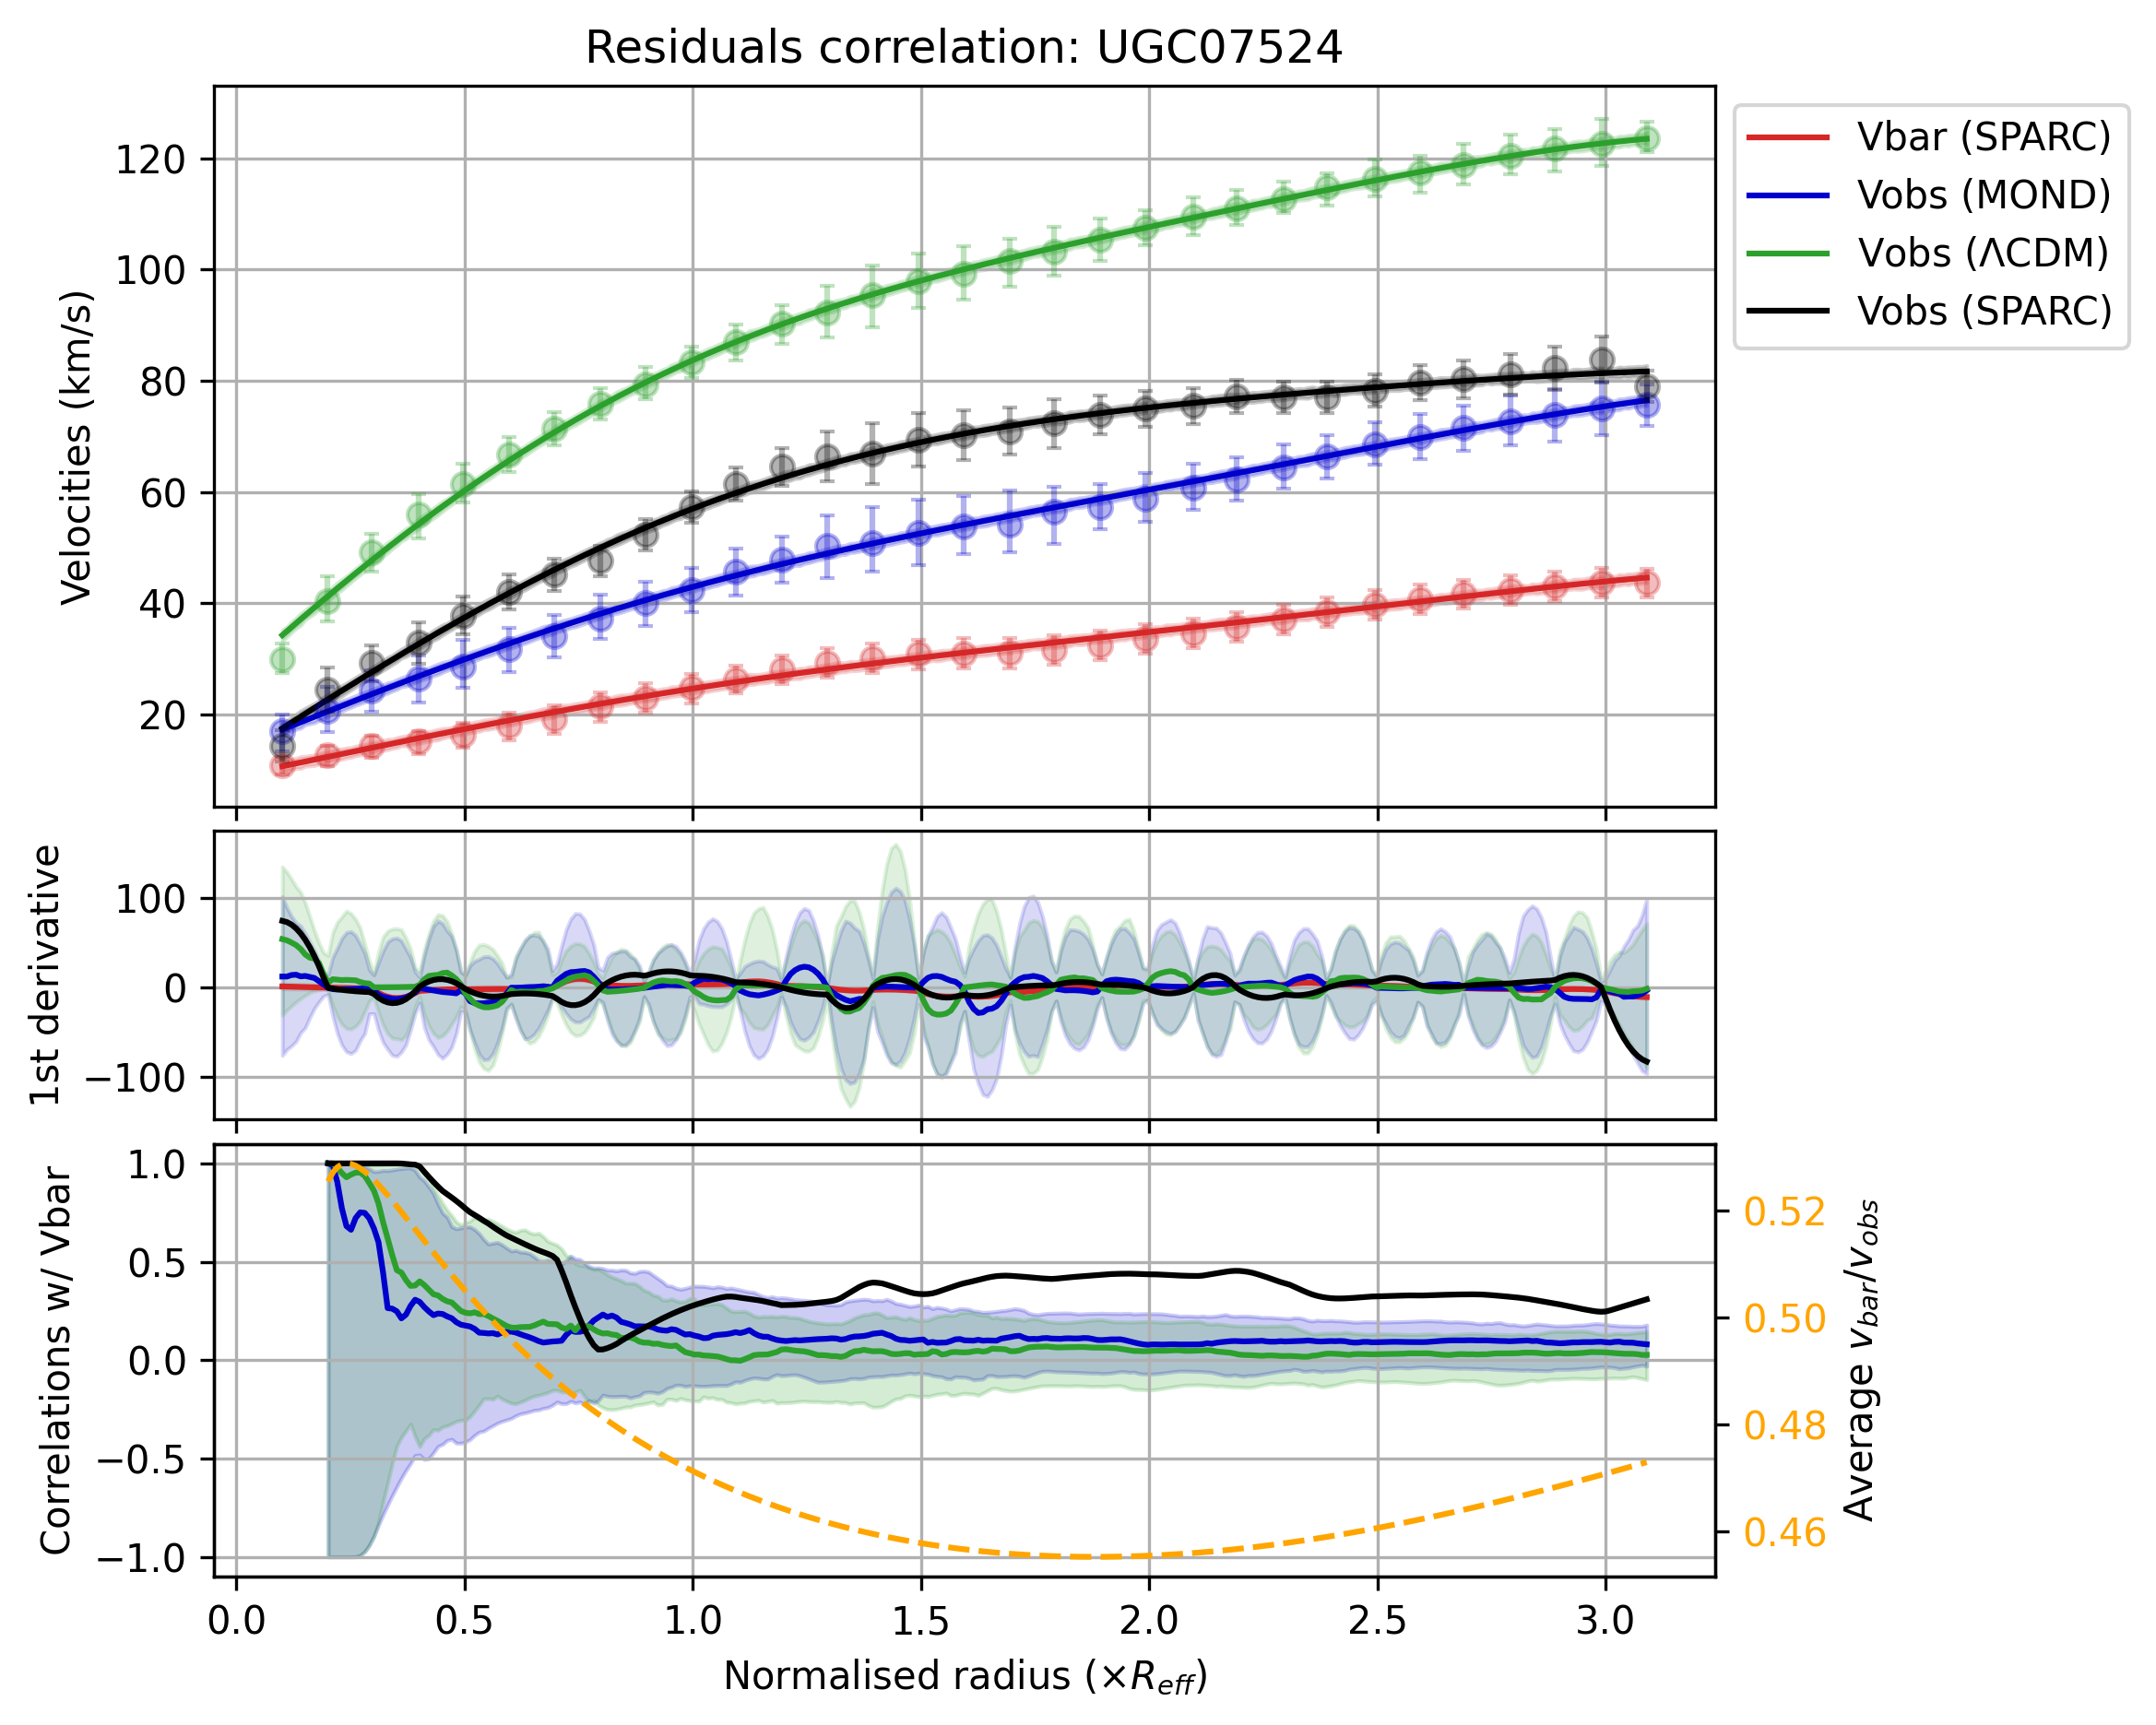 Residuals correlation: UGC07524
Velocities (km/s)
120
100
80
60
40
20
Vbar (SPARC)
Vobs (MOND)
Vobs (ΛCDM)
Vobs (SPARC)
1st derivative
100
0
−100
Correlations w/ Vbar
1.0
0.5
0.0
−0.5
−1.0
0.52
0.50
0.48
0.46
Average v_bar/v_obs
0.0 0.5 1.0 1.5 2.0 2.5 3.0
Normalised radius (×R_eff)